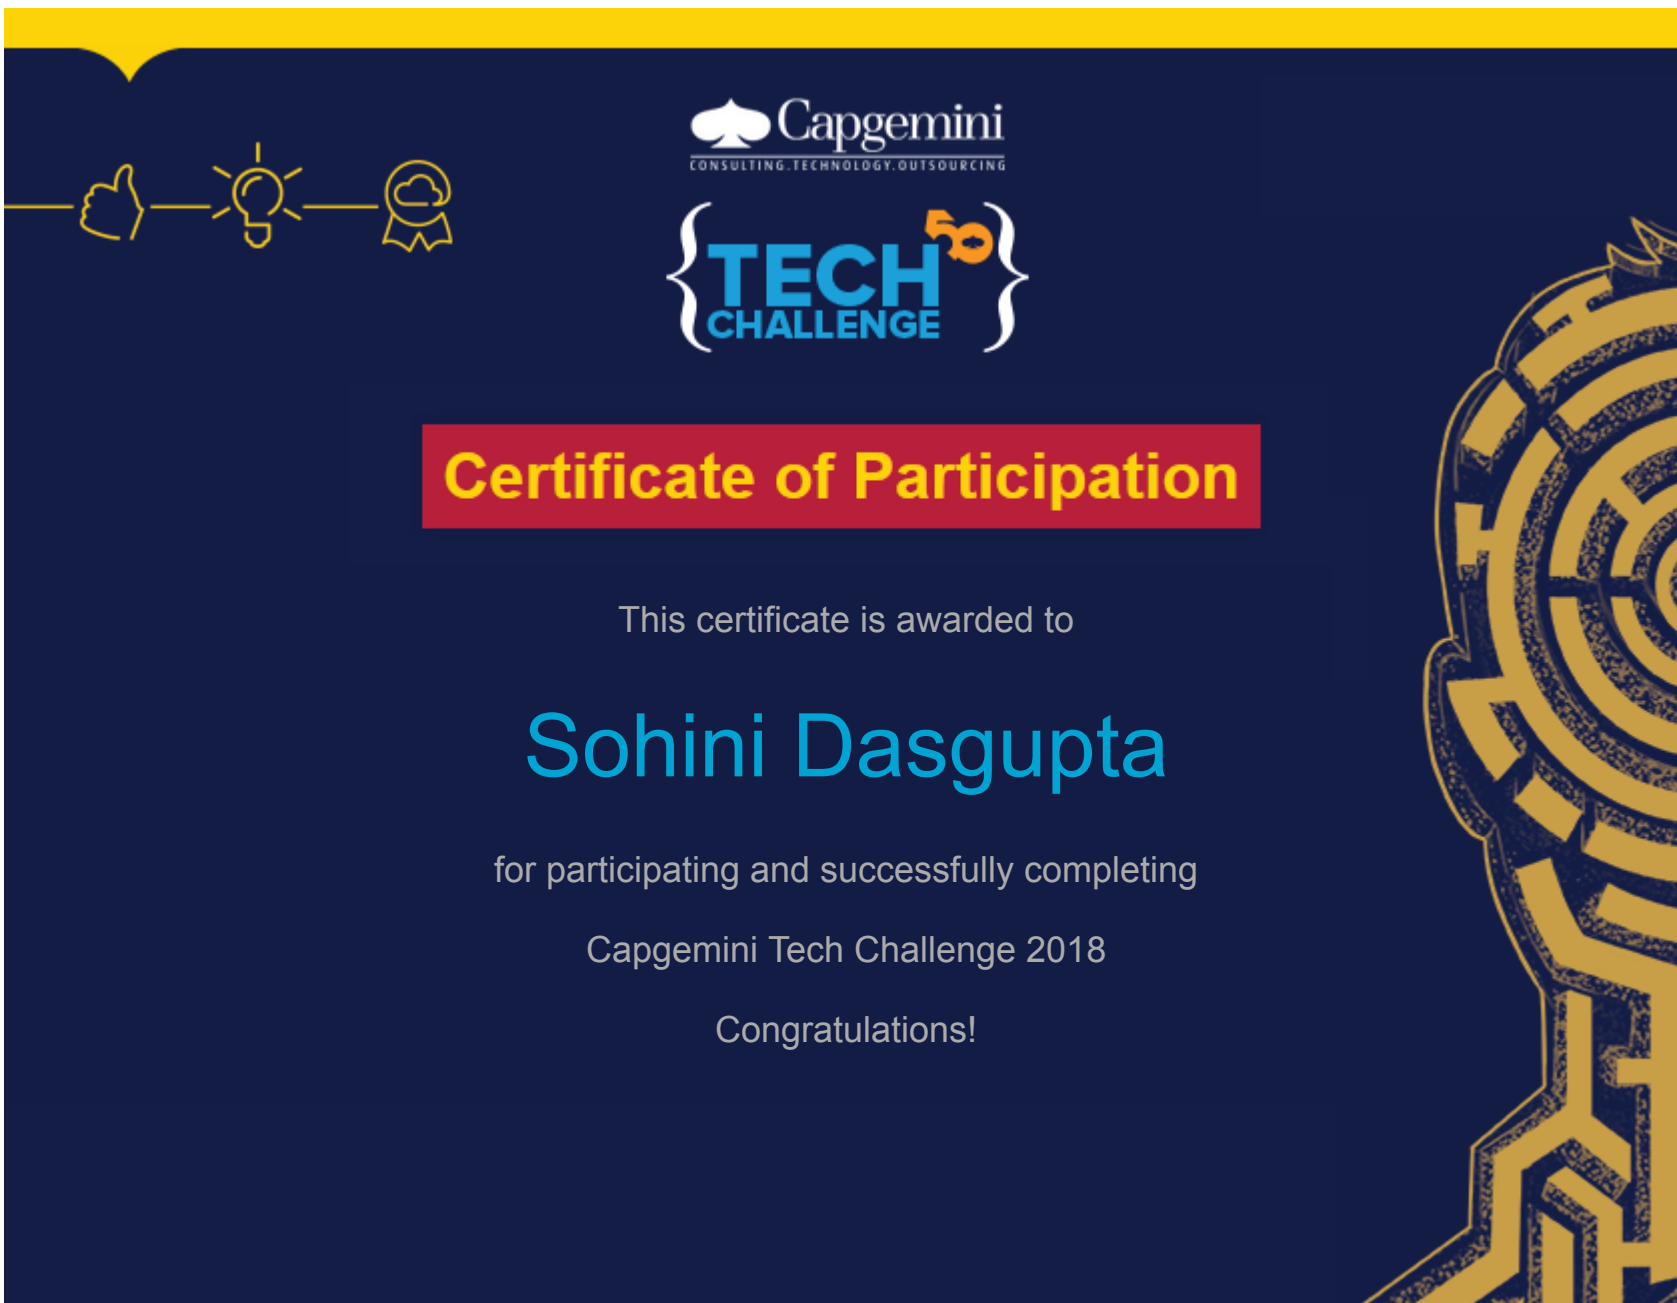 Capgemini
CONSULTING.TECHNOLOGY.OUTSOURCING
{TECH 50}
CHALLENGE
Certificate of Participation
This certificate is awarded to
Sohini Dasgupta
for participating and successfully completing
Capgemini Tech Challenge 2018
Congratulations!